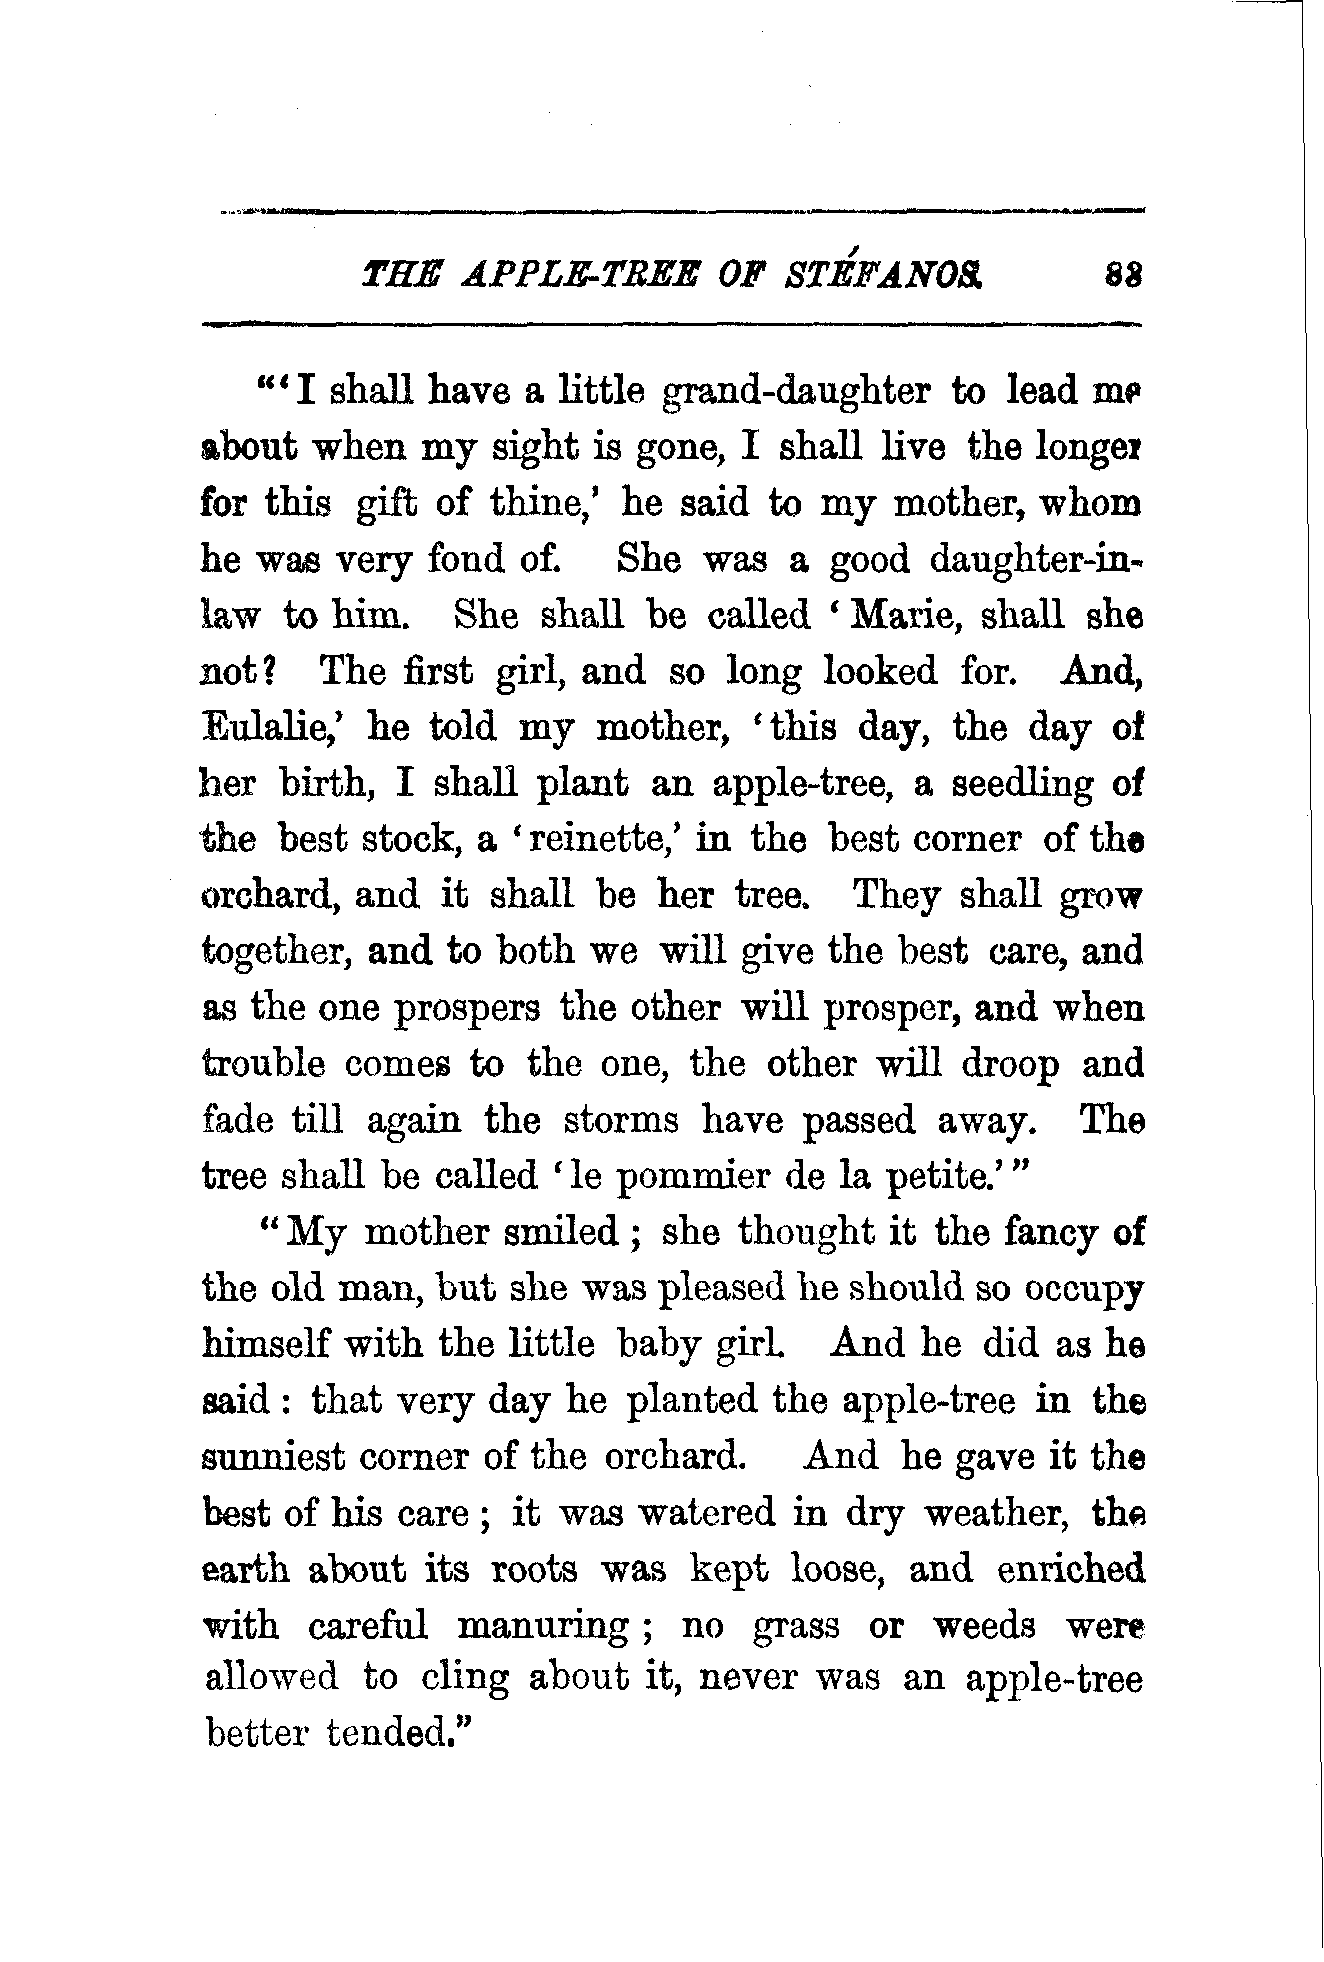 THE APPLE-TREE OF STÉFANOS. 83
"'I shall have a little grand-daughter to lead me
about when my sight is gone, I shall live the longer
for this gift of thine,' he said to my mother, whom
he was very fond of. She was a good daughter-in-
law to him. She shall be called 'Marie, shall she
not? The first girl, and so long looked for. And,
Eulalie,' he told my mother, 'this day, the day of
her birth, I shall plant an apple-tree, a seedling of
the best stock, a 'reinette,' in the best corner of the
orchard, and it shall be her tree. They shall grow
together, and to both we will give the best care, and
as the one prospers the other will prosper, and when
trouble comes to the one, the other will droop and
fade till again the storms have passed away. The
tree shall be called 'le pommier de la petite.'"
"My mother smiled; she thought it the fancy of
the old man, but she was pleased he should so occupy
himself with the little baby girl. And he did as he
said: that very day he planted the apple-tree in the
sunniest corner of the orchard. And he gave it the
best of his care; it was watered in dry weather, the
earth about its roots was kept loose, and enriched
with careful manuring; no grass or weeds were
allowed to cling about it, never was an apple-tree
better tended."